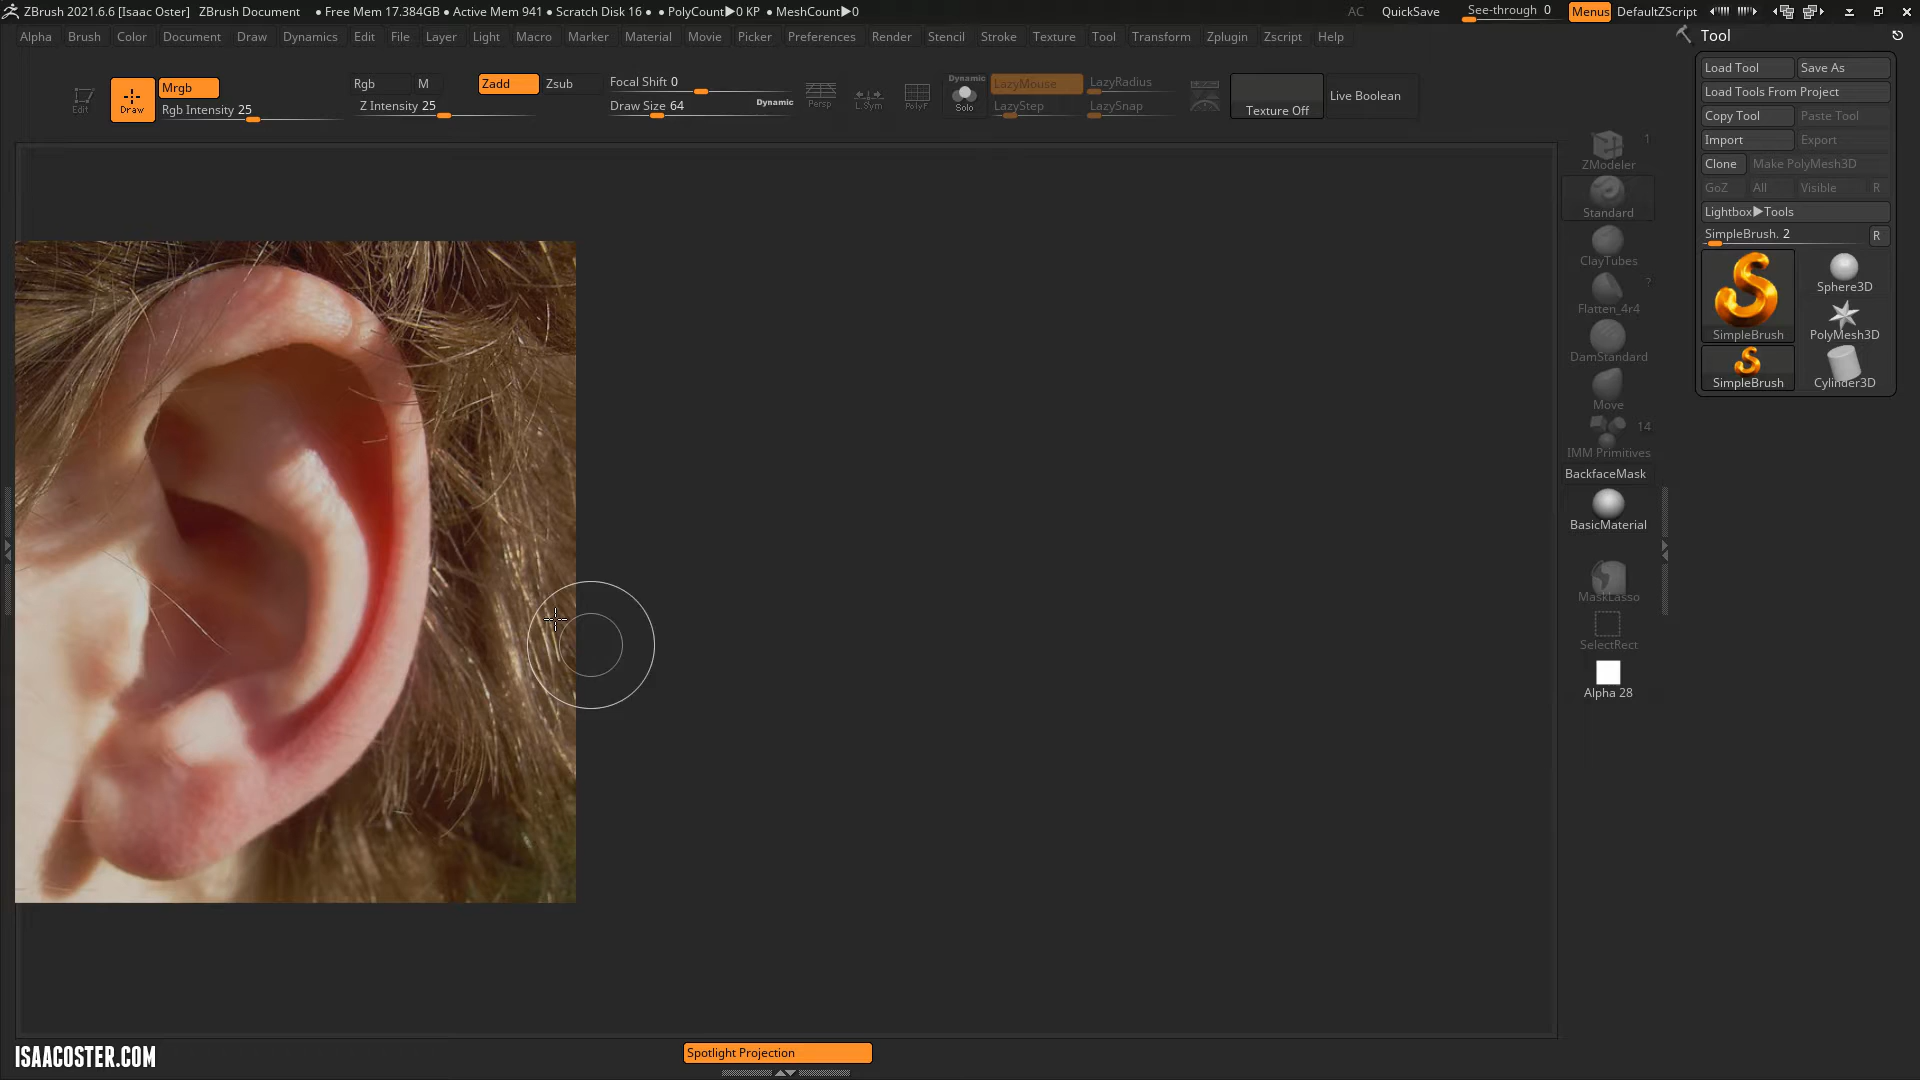 ZBrush 2021.6.6 [Isaac Oster] ZBrush Document • Free Mem 17.384GB • Active Mem 941 • Scratch Disk 16 • • PolyCount▶0 KP • MeshCount▶0 AC QuickSave See-through 0 Menus DefaultZScript
Alpha Brush Color Document Draw Dynamics Edit File Layer Light Macro Marker Material Movie Picker Preferences Render Stencil Stroke Texture Tool Transform Zplugin Zscript Help
Tool
Load Tool Save As
Load Tools From Project
Copy Tool Paste Tool
Import Export
Clone Make PolyMesh3D
GoZ All Visible R
Lightbox▶Tools
SimpleBrush. 2 R
SimpleBrush
Sphere3D
PolyMesh3D
SimpleBrush
Cylinder3D
Edit
Draw
Mrgb
Rgb Intensity 25
Rgb M
Z Intensity 25
Zadd Zsub
Focal Shift 0
Draw Size 64 Dynamic
Persp
L.Sym
PolyF
Dynamic
Solo
LazyMouse LazyRadius
LazyStep LazySnap
Texture Off
Live Boolean
1
ZModeler
Standard
ClayTubes
?
Flatten_4r4
DamStandard
Move
14
IMM Primitives
BackfaceMask
BasicMaterial
MaskLasso
SelectRect
Alpha 28
ISAACOSTER.COM
Spotlight Projection